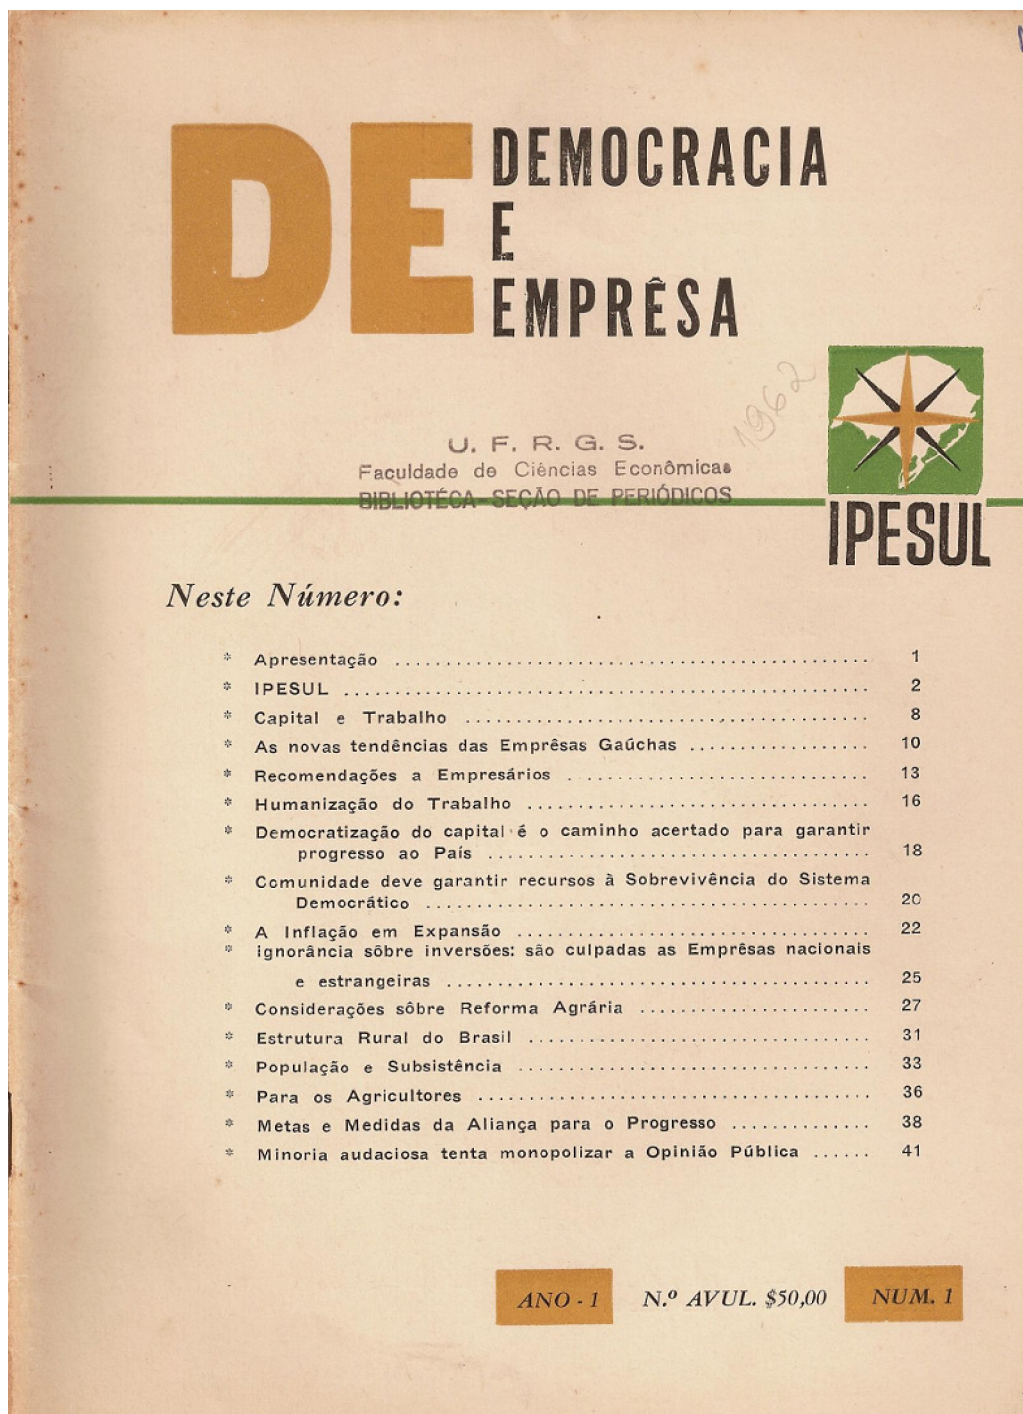 DE
DEMOCRACIA
E
EMPRÊSA
1962
U. F. R. G. S.
Faculdade de Ciências Econômicas
BIBLIOTÉCA - SEÇÃO DE PERIÓDICOS
IPESUL
Neste Número:
* Apresentação .............................................. 1
* IPESUL ................................................... 2
* Capital e Trabalho ....................................... 8
* As novas tendências das Emprêsas Gaúchas .................. 10
* Recomendações a Empresários .............................. 13
* Humanização do Trabalho .................................. 16
* Democratização do capital é o caminho acertado para garantir
progresso ao País ..................................... 18
* Comunidade deve garantir recursos à Sobrevivência do Sistema
Democrático ........................................... 20
* A Inflação em Expansão ................................... 22
* ignorância sôbre inversões: são culpadas as Emprêsas nacionais
e estrangeiras ......................................... 25
* Considerações sôbre Reforma Agrária ....................... 27
* Estrutura Rural do Brasil ................................. 31
* População e Subsistência .................................. 33
* Para os Agricultores ...................................... 36
* Metas e Medidas da Aliança para o Progresso .............. 38
* Minoria audaciosa tenta monopolizar a Opinião Pública ...... 41
ANO - 1 N.º AVUL. $50,00 NUM. 1